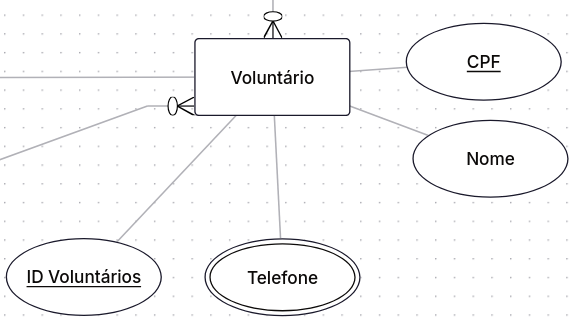 Voluntário
CPF
Nome
ID Voluntários
Telefone